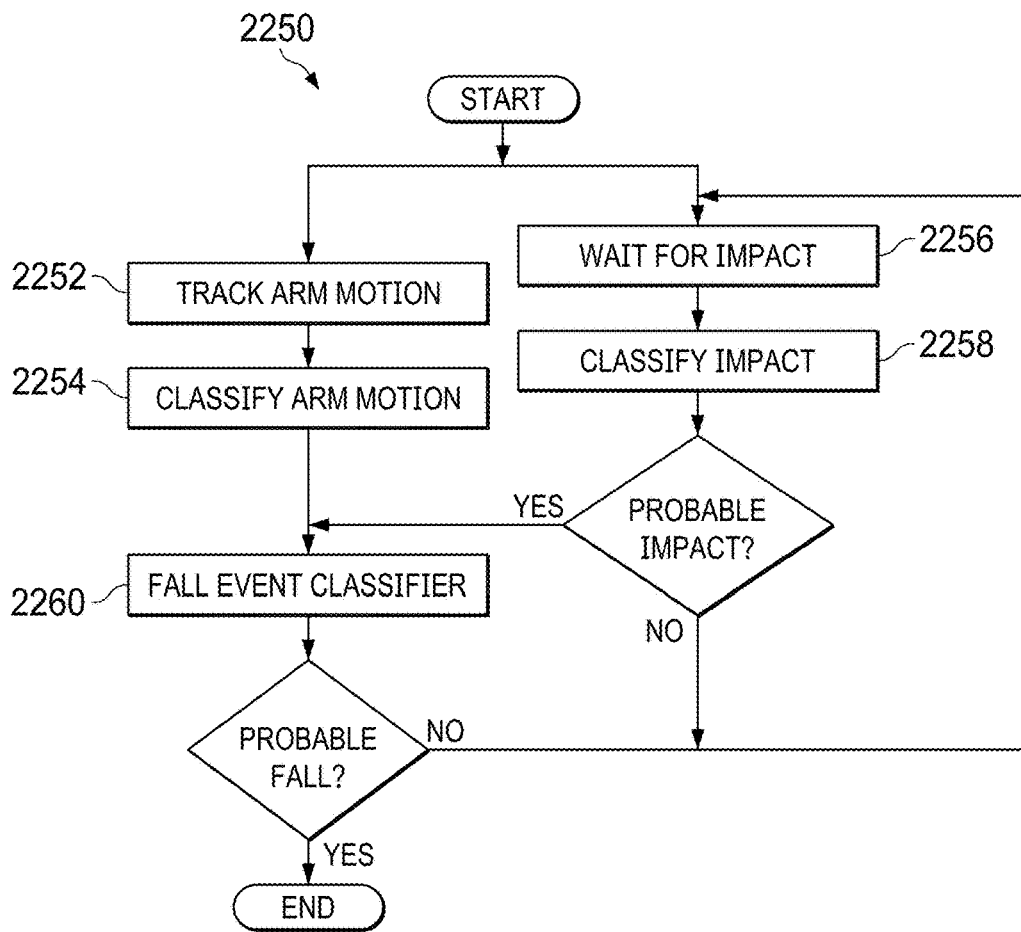 2250
START
WAIT FOR IMPACT
2256
2252
TRACK ARM MOTION
CLASSIFY IMPACT
2258
2254
CLASSIFY ARM MOTION
YES
PROBABLE
IMPACT?
FALL EVENT CLASSIFIER
2260
NO
PROBABLE
FALL?
NO
YES
END